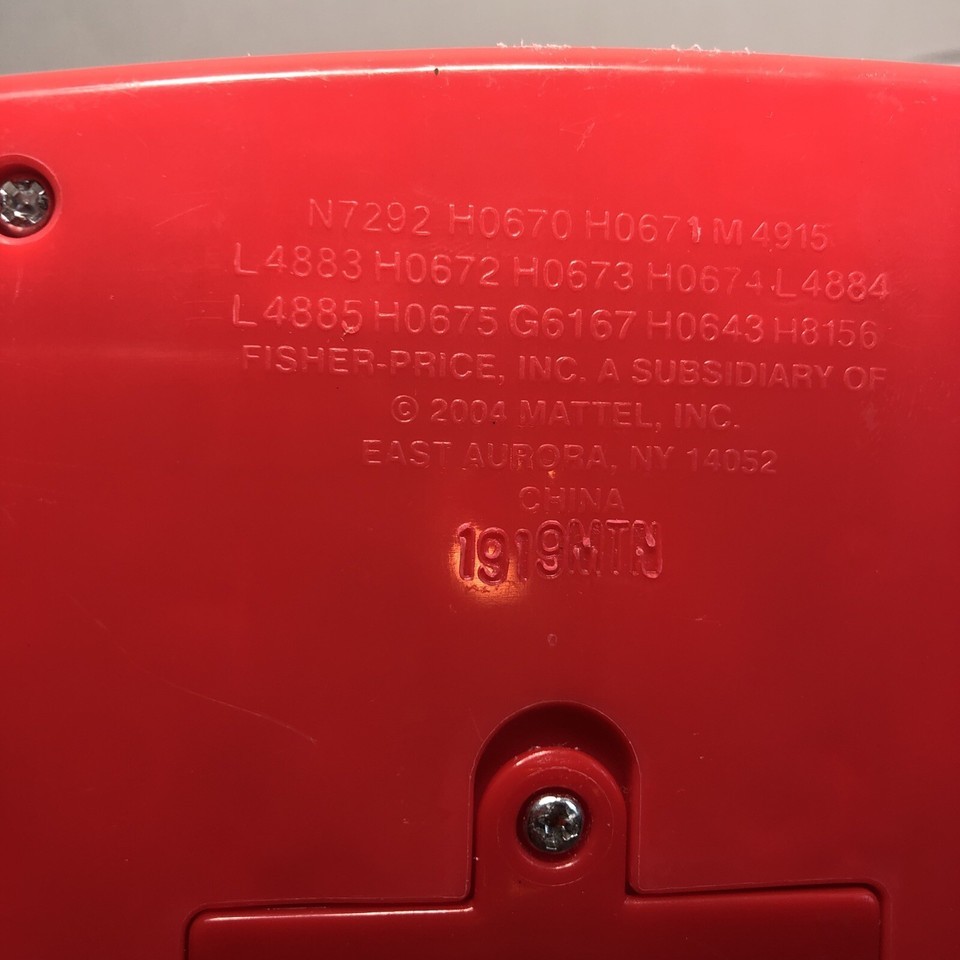 N7292 H0670 H0671 M4915
L4883 H0672 H0673 H0674 L4884
L4885 H0675 G6167 H0643 H8156
FISHER-PRICE, INC. A SUBSIDIARY OF
© 2004 MATTEL, INC.
EAST AURORA, NY 14052
CHINA
1919MTN